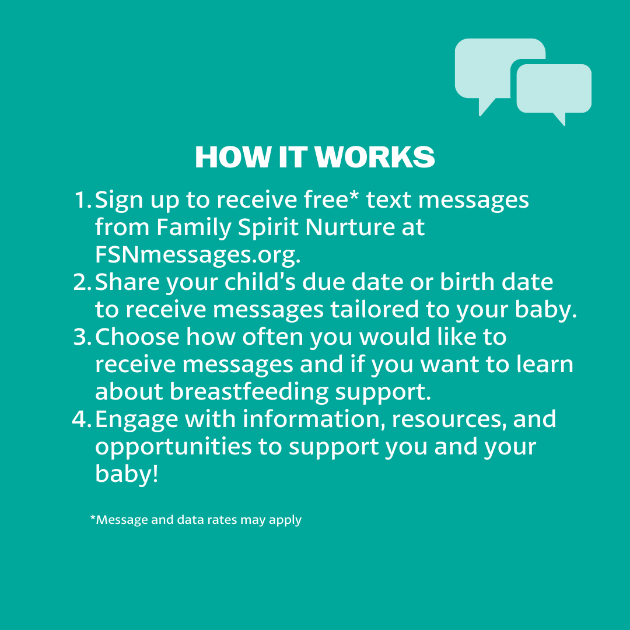 HOW IT WORKS
1. Sign up to receive free* text messages
from Family Spirit Nurture at
FSNmessages.org.
2. Share your child's due date or birth date
to receive messages tailored to your baby.
3. Choose how often you would like to
receive messages and if you want to learn
about breastfeeding support.
4. Engage with information, resources, and
opportunities to support you and your
baby!
*Message and data rates may apply